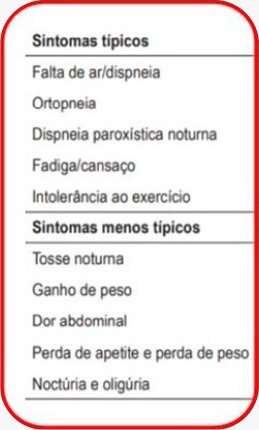 Sintomas típicos
Falta de ar/dispneia
Ortopneia
Dispneia paroxística noturna
Fadiga/cansaço
Intolerância ao exercício
Sintomas menos típicos
Tosse noturna
Ganho de peso
Dor abdominal
Perda de apetite e perda de peso
Noctúria e oligúria